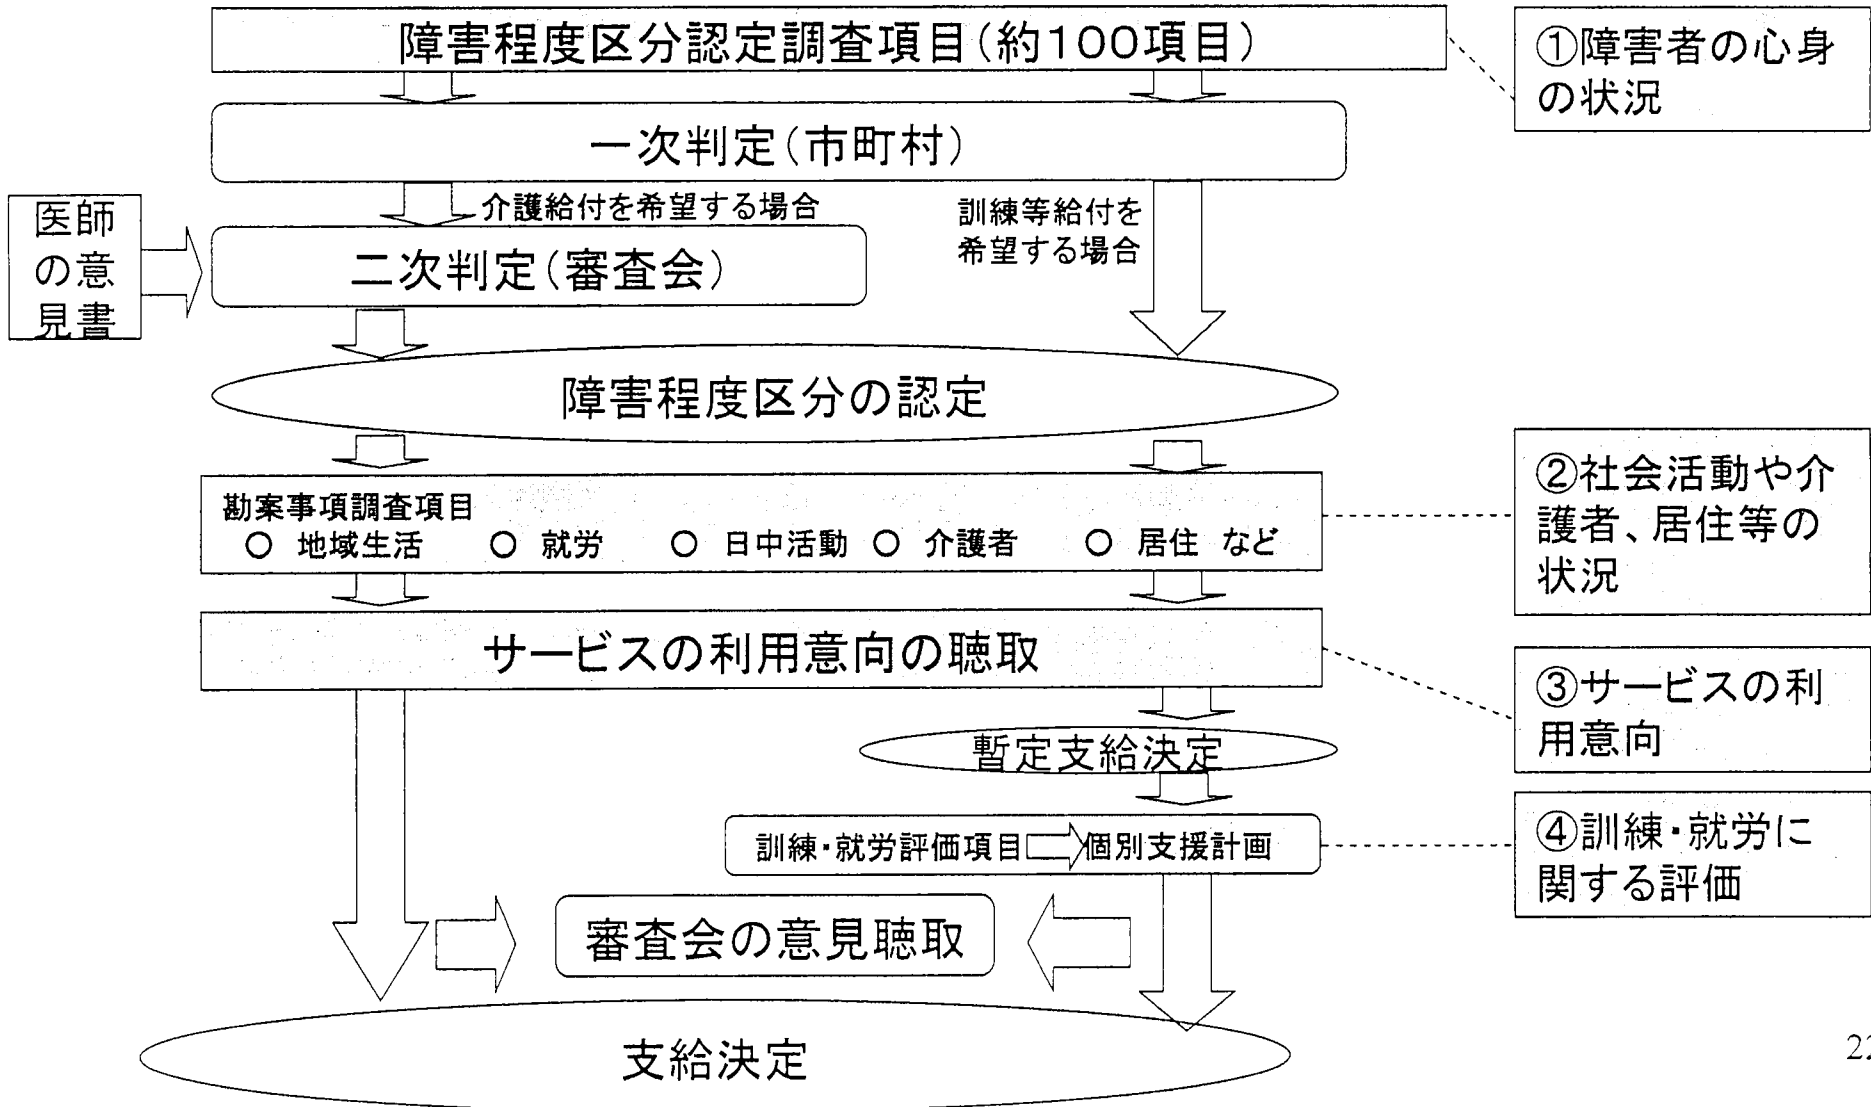 障害程度区分認定調査項目(約100項目)
①障害者の心身
の状況
一次判定(市町村)
介護給付を希望する場合
訓練等給付を
希望する場合
医師
の意
見書
二次判定(審査会)
障害程度区分の認定
勘案事項調査項目
○ 地域生活 ○ 就労 ○ 日中活動 ○ 介護者 ○ 居住 など
②社会活動や介
護者、居住等の
状況
サービスの利用意向の聴取
③サービスの利
用意向
暫定支給決定
訓練・就労評価項目 個別支援計画
④訓練・就労に
関する評価
審査会の意見聴取
支給決定
22